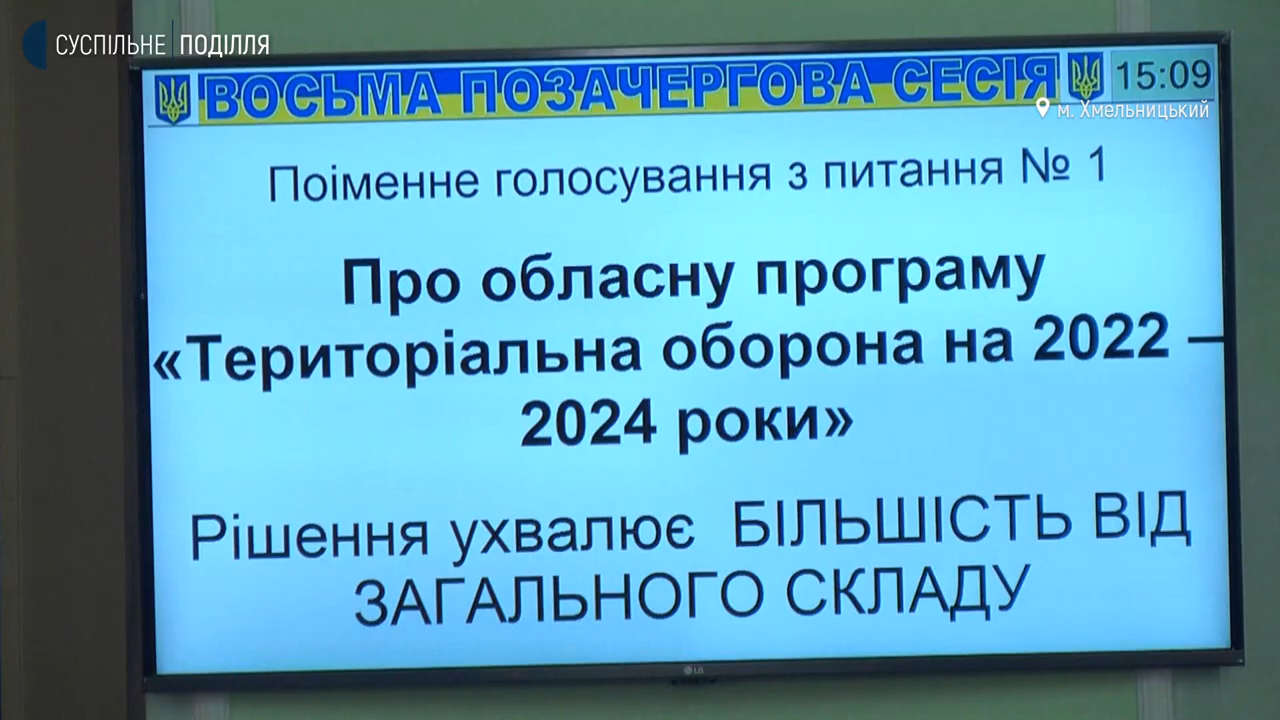 СУСПІЛЬНЕ ПОДІЛЛЯ
ВОСЬМА ПОЗАЧЕРГОВА СЕСІЯ 15:09
м. Хмельницький
Поіменне голосування з питання № 1
Про обласну програму
«Територіальна оборона на 2022 –
2024 роки»
Рішення ухвалює БІЛЬШІСТЬ ВІД
ЗАГАЛЬНОГО СКЛАДУ
LG